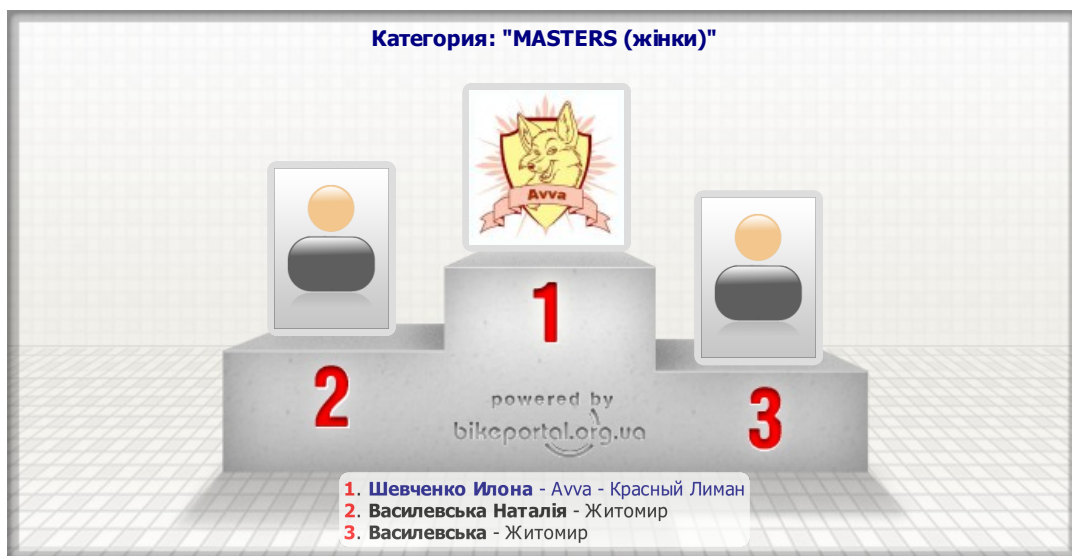 Категория: "MASTERS (жінки)"
Avva
1
2
3
powered by
bikeportal.org.ua
1. Шевченко Илона - Avva - Красный Лиман
2. Василевська Наталія - Житомир
3. Василевська - Житомир